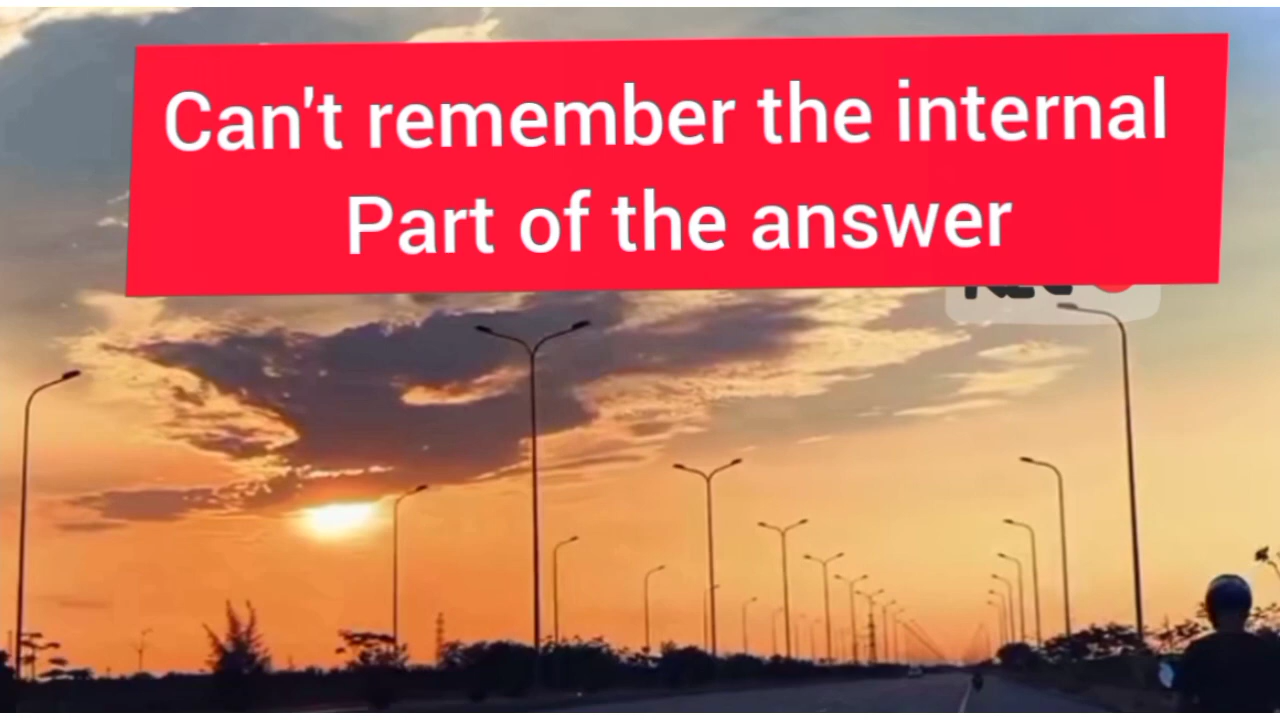 Can't remember the internal
Part of the answer